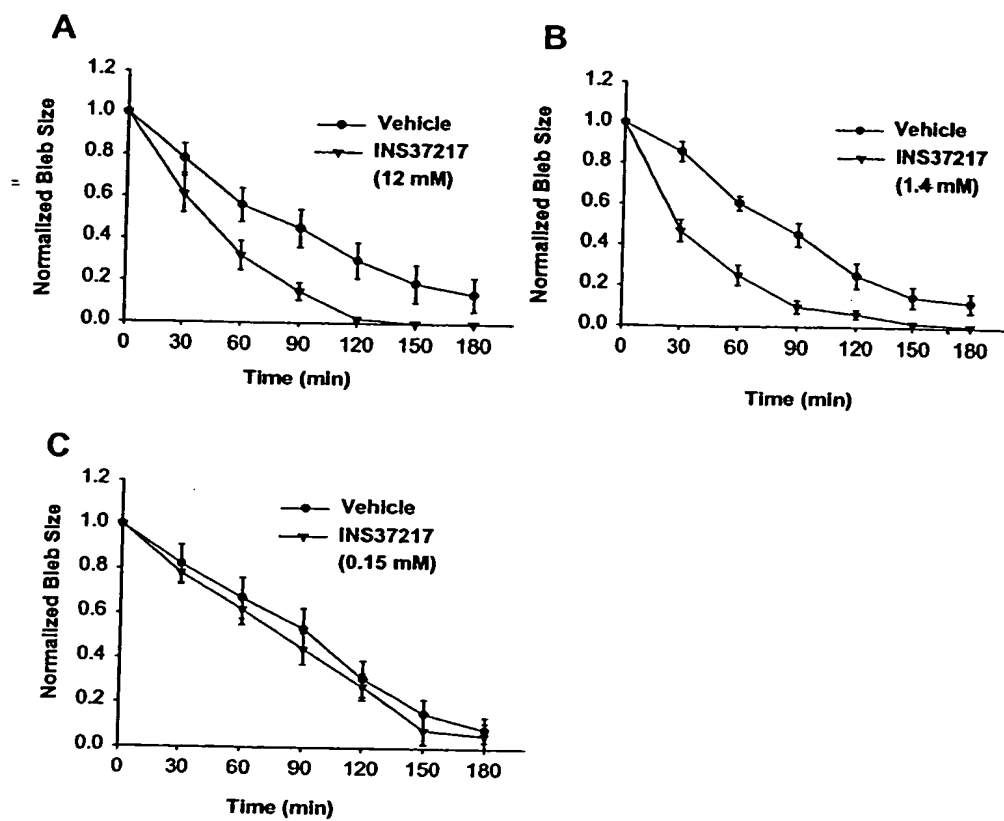 A
1.2
1.0
0.8
0.6
0.4
0.2
0.0
Normalized Bleb Size
Vehicle
INS37217
(12 mM)
0 30 60 90 120 150 180
Time (min)
B
1.2
1.0
0.8
0.6
0.4
0.2
0.0
Normalized Bleb Size
Vehicle
INS37217
(1.4 mM)
0 30 60 90 120 150 180
Time (min)
C
1.2
1.0
0.8
0.6
0.4
0.2
0.0
Normalized Bleb Size
Vehicle
INS37217
(0.15 mM)
0 30 60 90 120 150 180
Time (min)